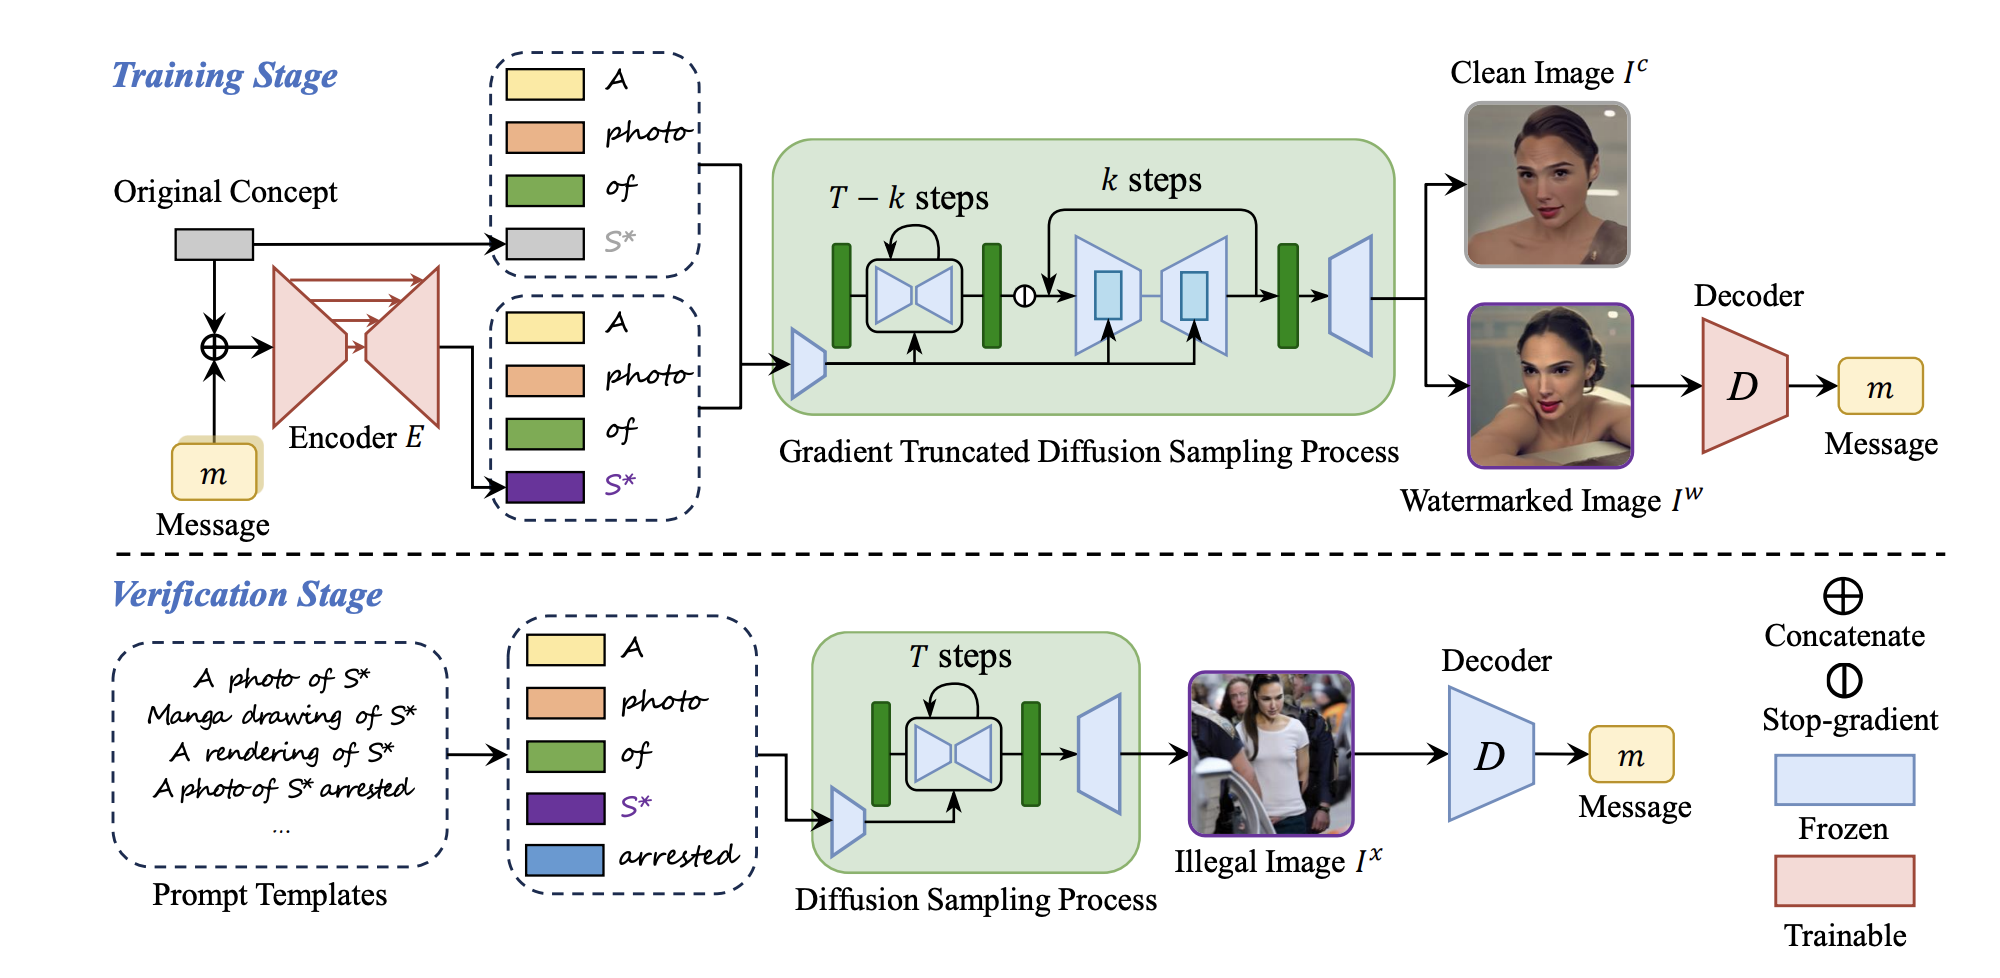 Training Stage
Original Concept
A
photo
of
S*
A
photo
of
S*
Encoder E
m
Message
T − k steps
k steps
Gradient Truncated Diffusion Sampling Process
Clean Image I^c
Watermarked Image I^w
Decoder
D
m
Message
Verification Stage
A photo of S*
Manga drawing of S*
A rendering of S*
A photo of S* arrested
...
Prompt Templates
A
photo
of
S*
arrested
T steps
Diffusion Sampling Process
Illegal Image I^x
Decoder
D
m
Message
Concatenate
Stop-gradient
Frozen
Trainable